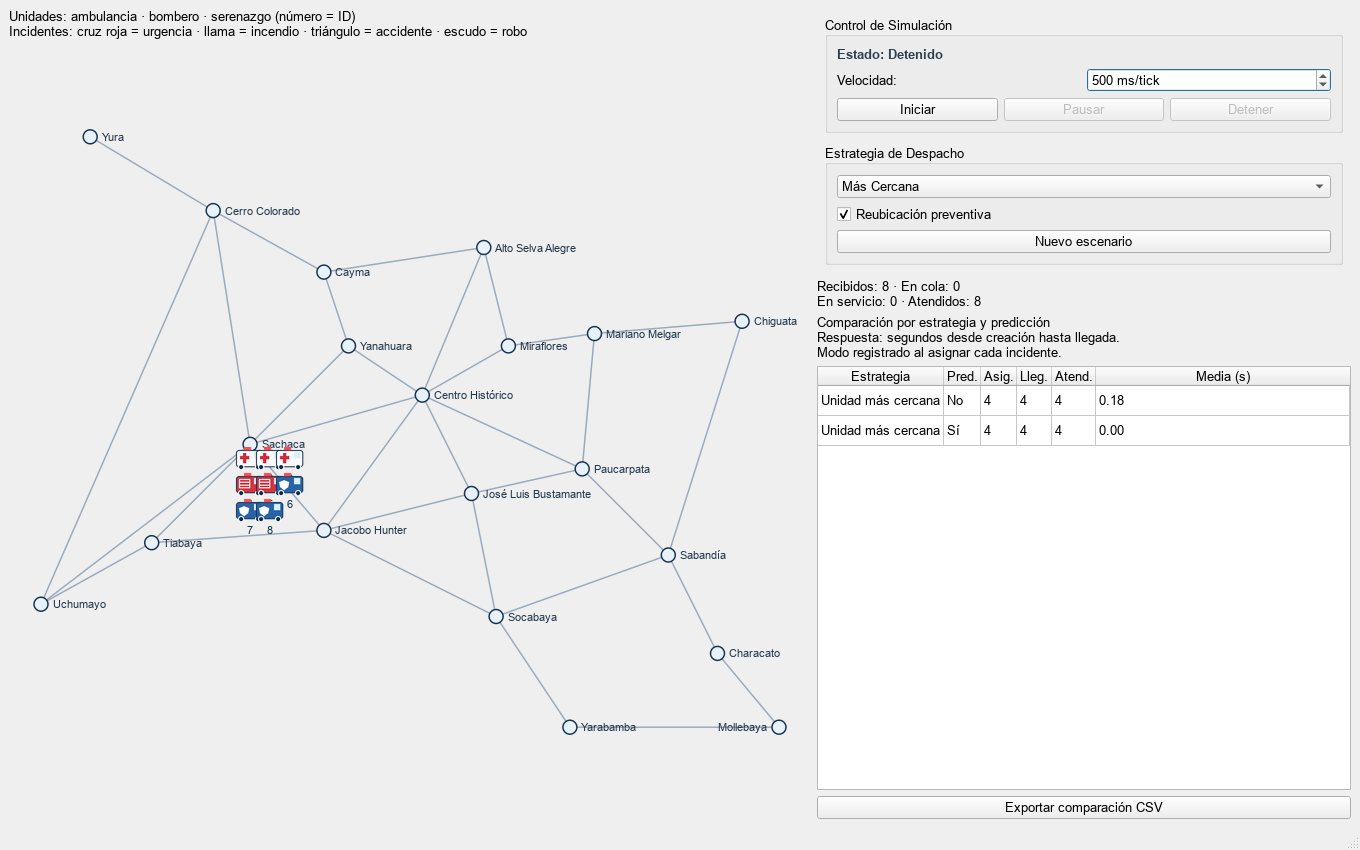 Unidades: ambulancia · bombero · serenazgo (número = ID)
Incidentes: cruz roja = urgencia · llama = incendio · triángulo = accidente · escudo = robo
Yura
Cerro Colorado
Alto Selva Alegre
Cayma
Chiguata
Mariano Melgar
Yanahuara
Miraflores
Centro Histórico
Sachaca
Paucarpata
José Luis Bustamante
6
7 8
Jacobo Hunter
Tiabaya
Sabandía
Uchumayo
Socabaya
Characato
Yarabamba
Mollebaya
Control de Simulación
Estado: Detenido
Velocidad:
500 ms/tick
Iniciar
Pausar
Detener
Estrategia de Despacho
Más Cercana
Reubicación preventiva
Nuevo escenario
Recibidos: 8 · En cola: 0
En servicio: 0 · Atendidos: 8
Comparación por estrategia y predicción
Respuesta: segundos desde creación hasta llegada.
Modo registrado al asignar cada incidente.
Estrategia Pred. Asig. Lleg. Atend. Media (s)
Unidad más cercana No 4 4 4 0.18
Unidad más cercana Sí 4 4 4 0.00
Exportar comparación CSV